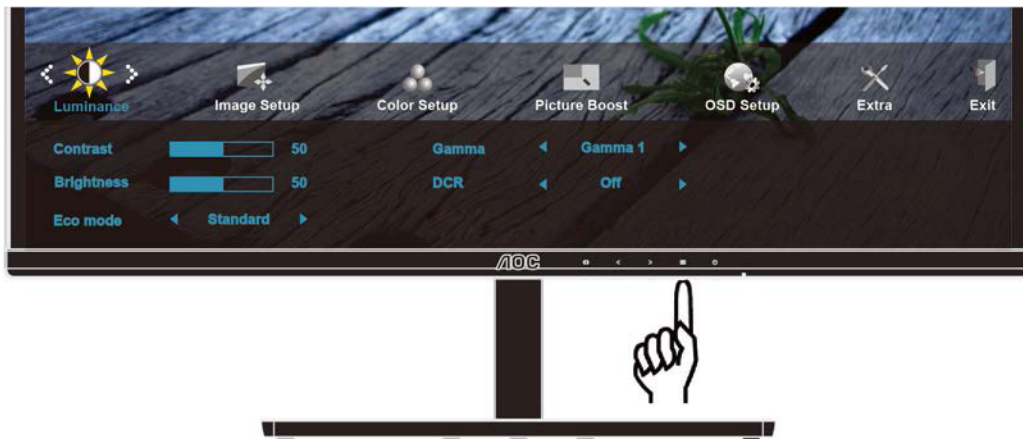 Luminance
Image Setup
Color Setup
Picture Boost
OSD Setup
Extra
Exit
Contrast 50 Gamma Gamma 1
Brightness 50 DCR Off
Eco mode Standard
AOC